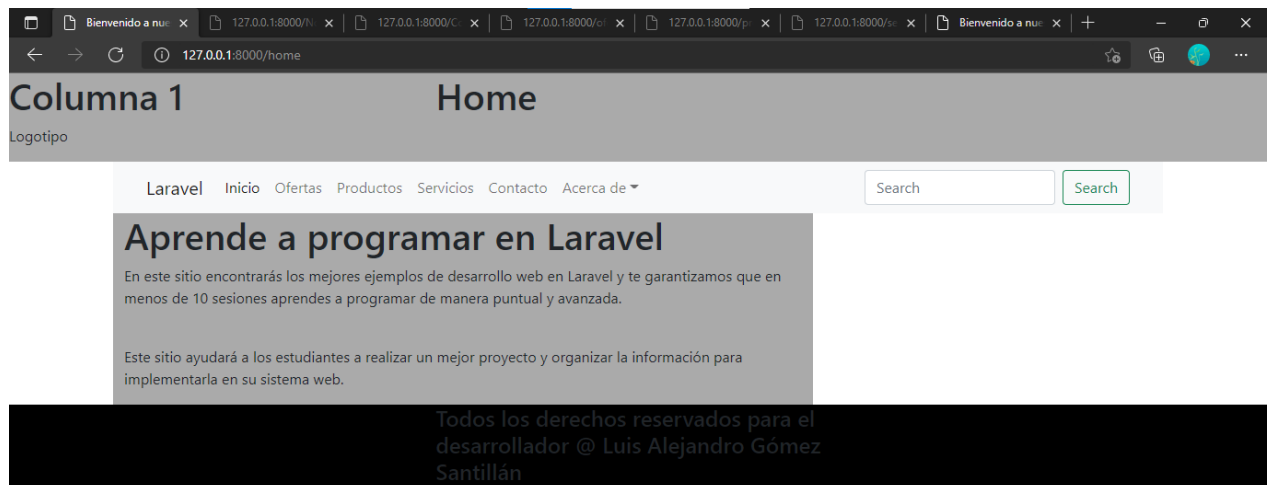 Bienvenido a nue
127.0.0.1:8000/N
127.0.0.1:8000/Co
127.0.0.1:8000/of
127.0.0.1:8000/pr
127.0.0.1:8000/se
Bienvenido a nue
127.0.0.1:8000/home
Columna 1
Home
Logotipo
Laravel Inicio Ofertas Productos Servicios Contacto Acerca de
Search
Search
Aprende a programar en Laravel
En este sitio encontrarás los mejores ejemplos de desarrollo web en Laravel y te garantizamos que en
menos de 10 sesiones aprendes a programar de manera puntual y avanzada.
Este sitio ayudará a los estudiantes a realizar un mejor proyecto y organizar la información para
implementarla en su sistema web.
Todos los derechos reservados para el
desarrollador @ Luis Alejandro Gómez
Santillán